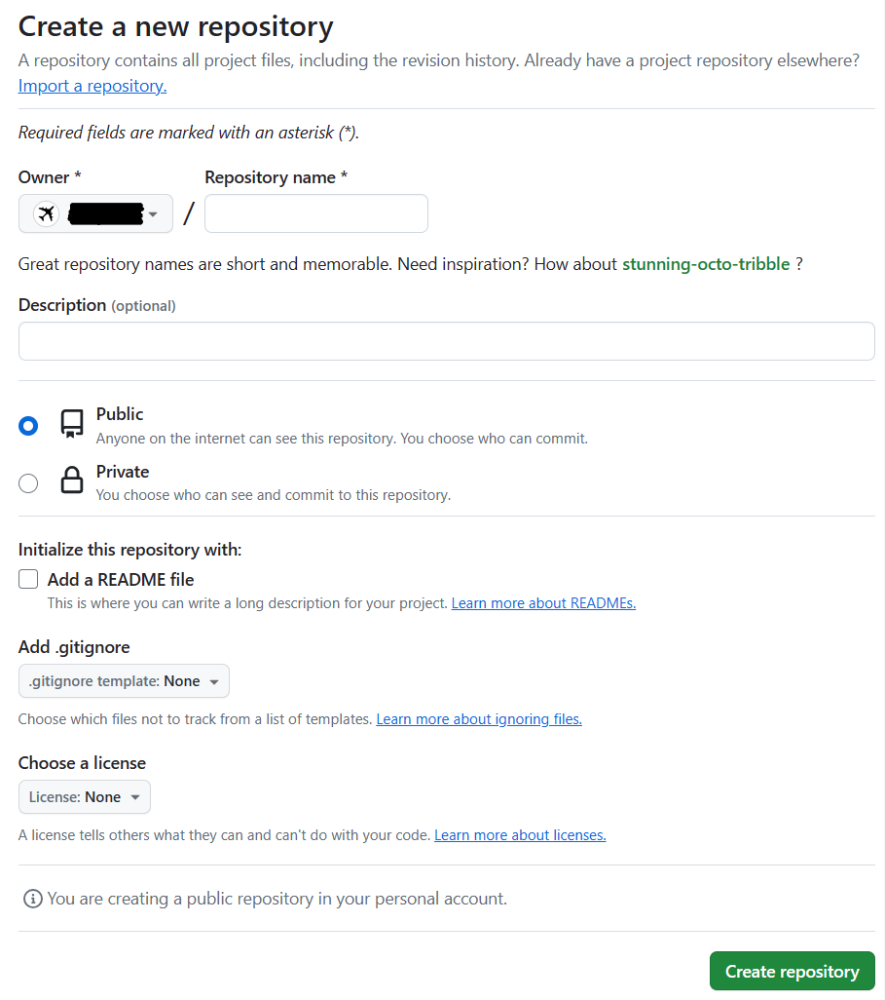 Create a new repository
A repository contains all project files, including the revision history. Already have a project repository elsewhere?
Import a repository.
Required fields are marked with an asterisk (*).
Owner * Repository name *
/
Great repository names are short and memorable. Need inspiration? How about stunning-octo-tribble ?
Description (optional)
Public
Anyone on the internet can see this repository. You choose who can commit.
Private
You choose who can see and commit to this repository.
Initialize this repository with:
Add a README file
This is where you can write a long description for your project. Learn more about READMEs.
Add .gitignore
.gitignore template: None
Choose which files not to track from a list of templates. Learn more about ignoring files.
Choose a license
License: None
A license tells others what they can and can't do with your code. Learn more about licenses.
You are creating a public repository in your personal account.
Create repository